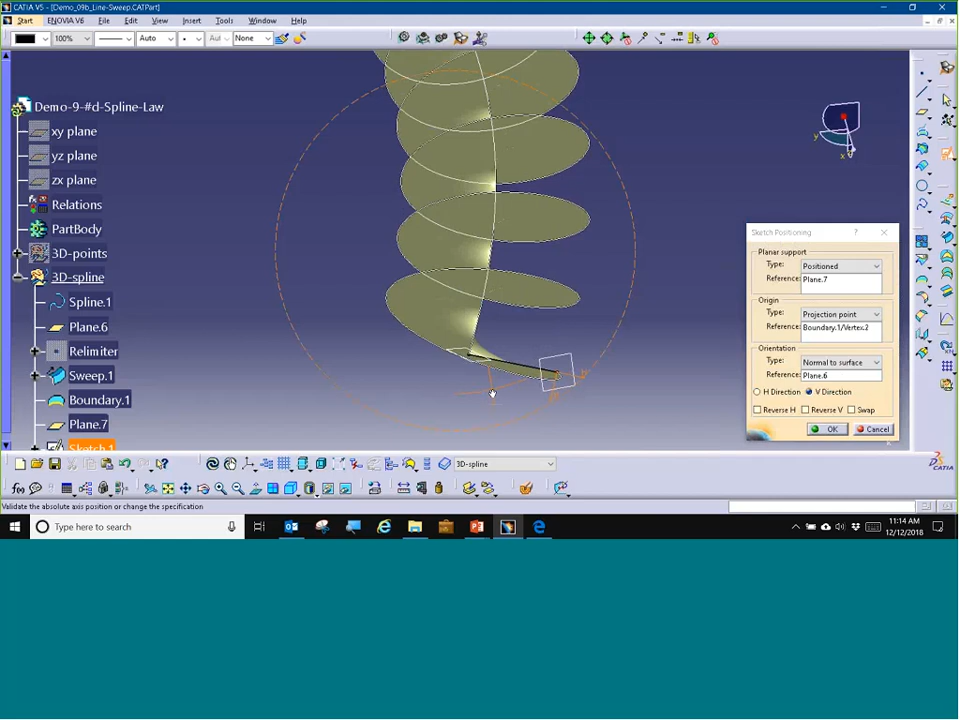 CATIA V5 - [Demo_09b_Line-Sweep.CATPart]
Start ENOVIA V6 File Edit View Insert Tools Window Help
100% Auto Aut None
Demo-9-#d-Spline-Law
xy plane
yz plane
zx plane
Relations
PartBody
3D-points
3D-spline
Spline.1
Plane.6
Relimiter
Sweep.1
Boundary.1
Plane.7
Sketch.1
y
x
Sketch Positioning ?
Planar support
Type: Positioned
Reference: Plane.7
Origin
Type: Projection point
Reference: Boundary.1/Vertex.2
Orientation
Type: Normal to surface
Reference: Plane.6
H Direction V Direction
Reverse H Reverse V Swap
OK Cancel
3D-spline
f(x)
DS CATIA
Validate the absolute axis position or change the specification
Type here to search
11:14 AM
12/12/2018